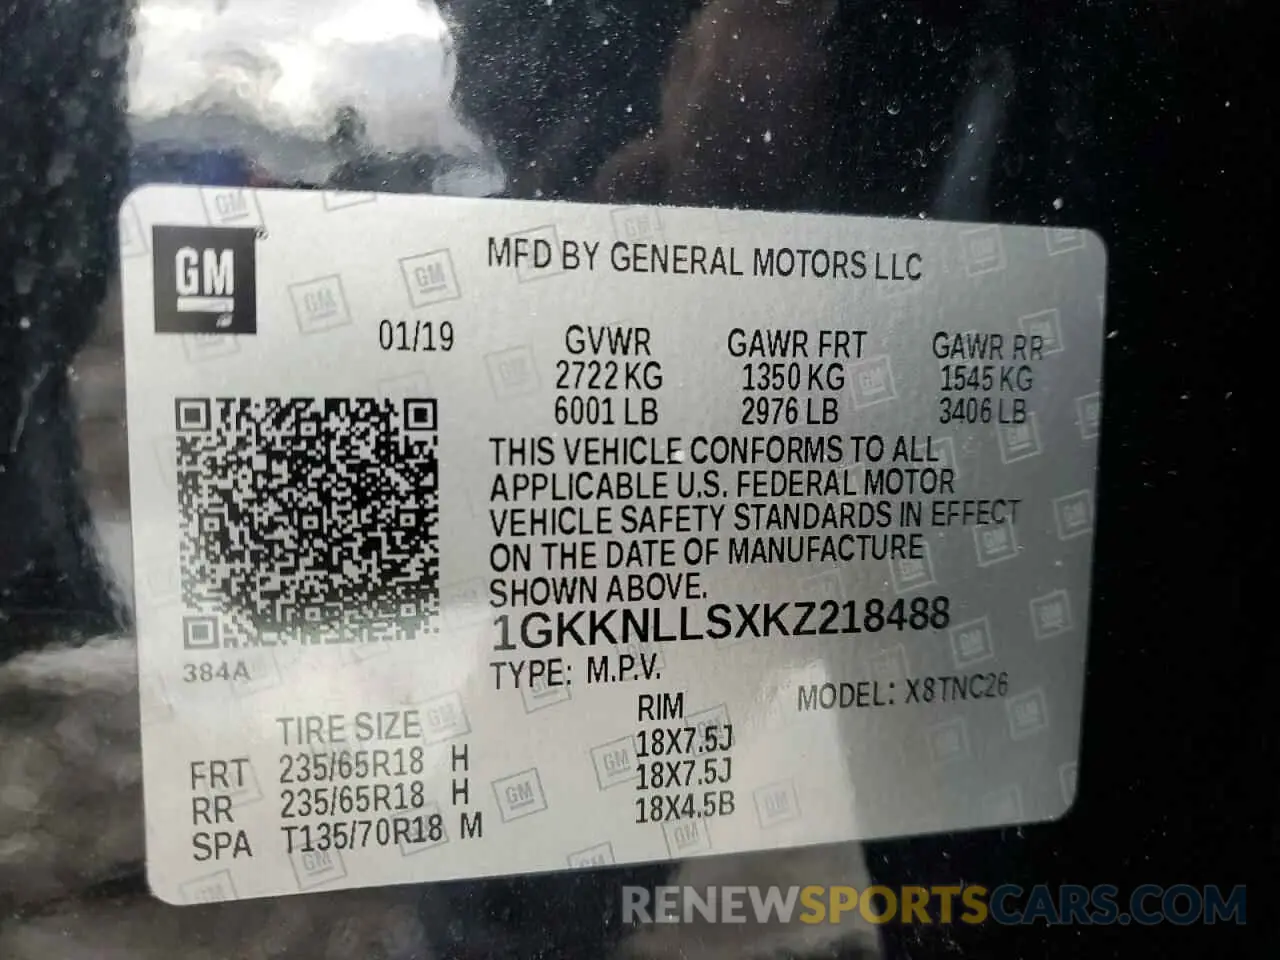 GM
MFD BY GENERAL MOTORS LLC
01/19
GVWR GAWR FRT GAWR RR
2722 KG 1350 KG 1545 KG
6001 LB 2976 LB 3406 LB
THIS VEHICLE CONFORMS TO ALL
APPLICABLE U.S. FEDERAL MOTOR
VEHICLE SAFETY STANDARDS IN EFFECT
ON THE DATE OF MANUFACTURE
SHOWN ABOVE.
1GKKNLLSXKZ218488
384A
TYPE: M.P.V. MODEL: X8TNC26
TIRE SIZE RIM
FRT 235/65R18 H 18X7.5J
RR 235/65R18 H 18X7.5J
SPA T135/70R18 M 18X4.5B
RENEWSPORTSCARS.COM